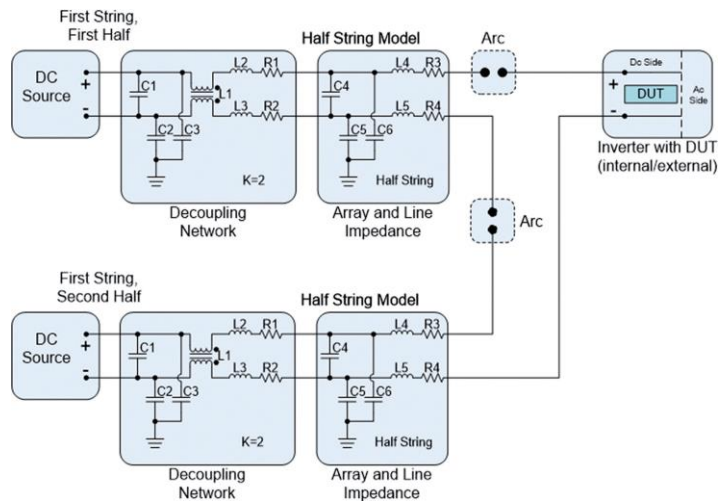 First String,
First Half
Half String Model
Arc
DC
Source
+
-
C1
C2
C3
L1
L2
R1
L3
R2
K=2
C4
C5
C6
L4
R3
L5
R4
Half String
Decoupling
Network
Array and Line
Impedance
Dc Side
+
DUT
-
Ac
Side
Inverter with DUT
(internal/external)
Arc
First String,
Second Half
Half String Model
DC
Source
+
-
C1
C2
C3
L1
L2
R1
L3
R2
K=2
C4
C5
C6
L4
R3
L5
R4
Half String
Decoupling
Network
Array and Line
Impedance